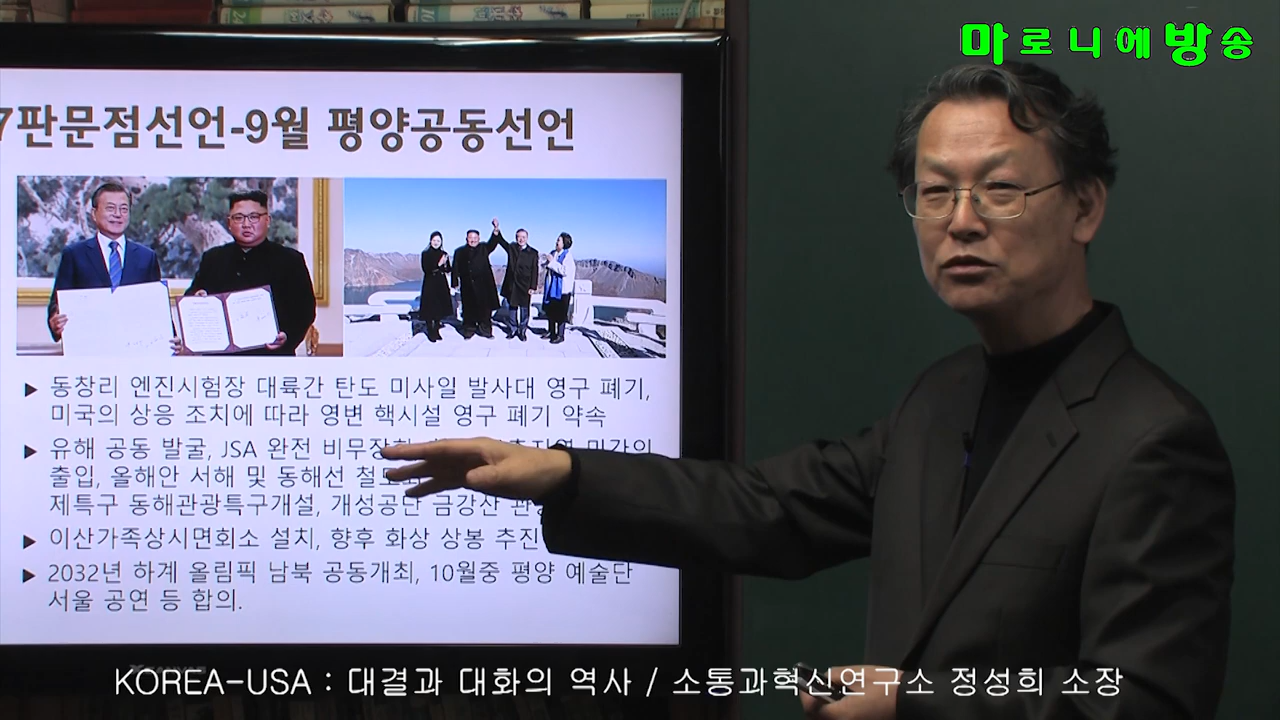 마로니에방송
7판문점선언-9월 평양공동선언
▶ 동창리 엔진시험장 대륙간 탄도 미사일 발사대 영구 폐기,
미국의 상응 조치에 따라 영변 핵시설 영구 폐기 약속
▶ 유해 공동 발굴, JSA 완전 비무장화 민간의
출입, 올해안 서해 및 동해선 철도
제특구 동해관광특구개설, 개성공단 금강산
▶ 이산가족상시면회소 설치, 향후 화상 상봉 추진
▶ 2032년 하계 올림픽 남북 공동개최, 10월중 평양 예술단
서울 공연 등 합의.
KOREA-USA : 대결과 대화의 역사 / 소통과혁신연구소 정성희 소장